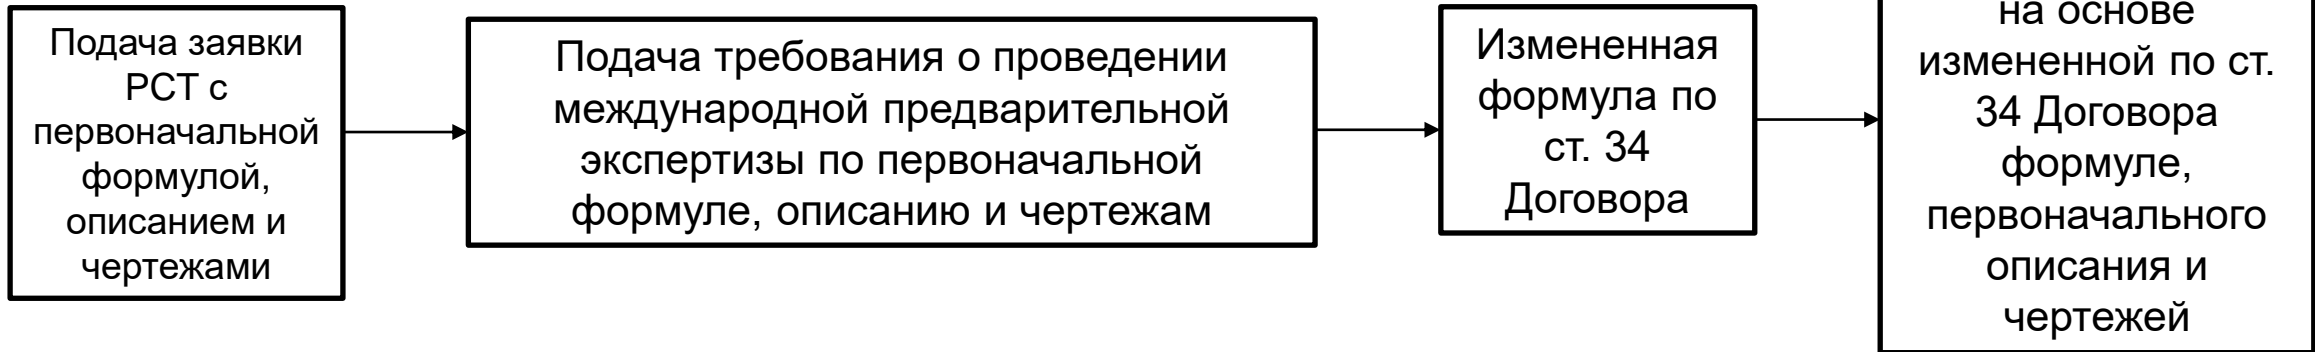 Подача заявки
PCT с
первоначальной
формулой,
описанием и
чертежами
Подача требования о проведении
международной предварительной
экспертизы по первоначальной
формуле, описанию и чертежам
Измененная
формула по
ст. 34
Договора
на основе
измененной по ст.
34 Договора
формуле,
первоначального
описания и
чертежей